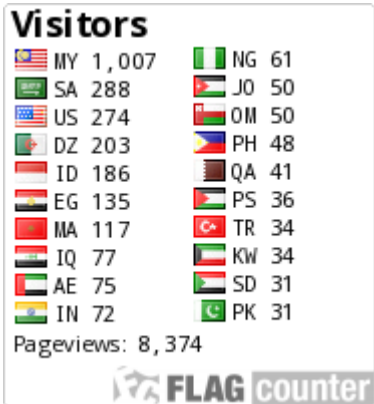 Visitors
MY 1,007
SA 288
US 274
DZ 203
ID 186
EG 135
MA 117
IQ 77
AE 75
IN 72
NG 61
JO 50
OM 50
PH 48
QA 41
PS 36
TR 34
KW 34
SD 31
PK 31
Pageviews: 8,374
FLAG counter